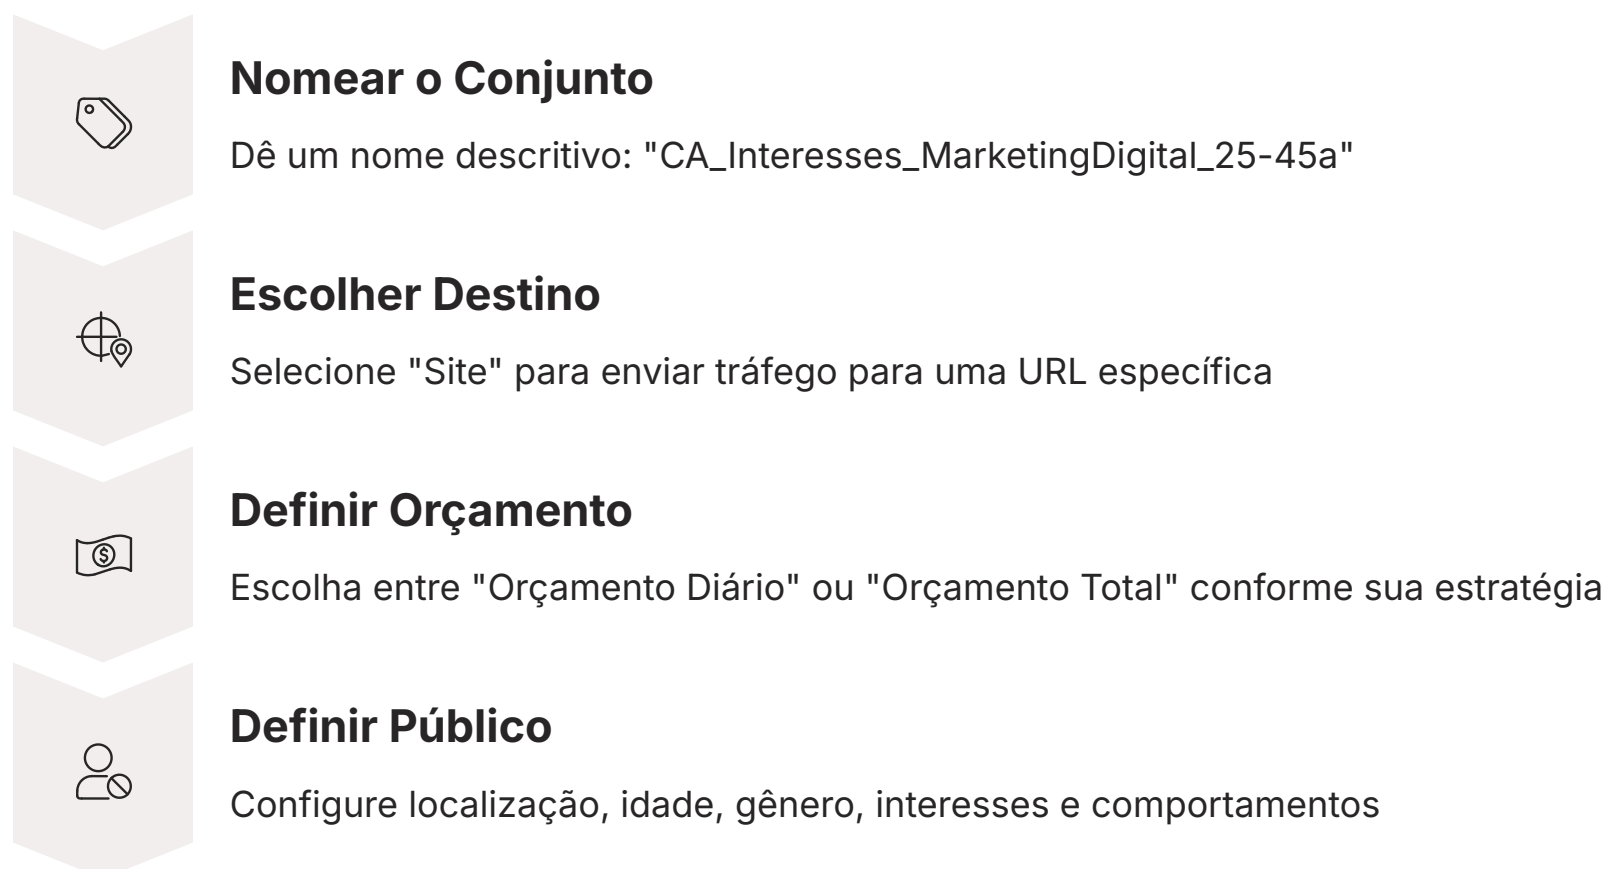 Nomear o Conjunto
Dê um nome descritivo: "CA_Interesses_MarketingDigital_25-45a"
Escolher Destino
Selecione "Site" para enviar tráfego para uma URL específica
Definir Orçamento
Escolha entre "Orçamento Diário" ou "Orçamento Total" conforme sua estratégia
Definir Público
Configure localização, idade, gênero, interesses e comportamentos